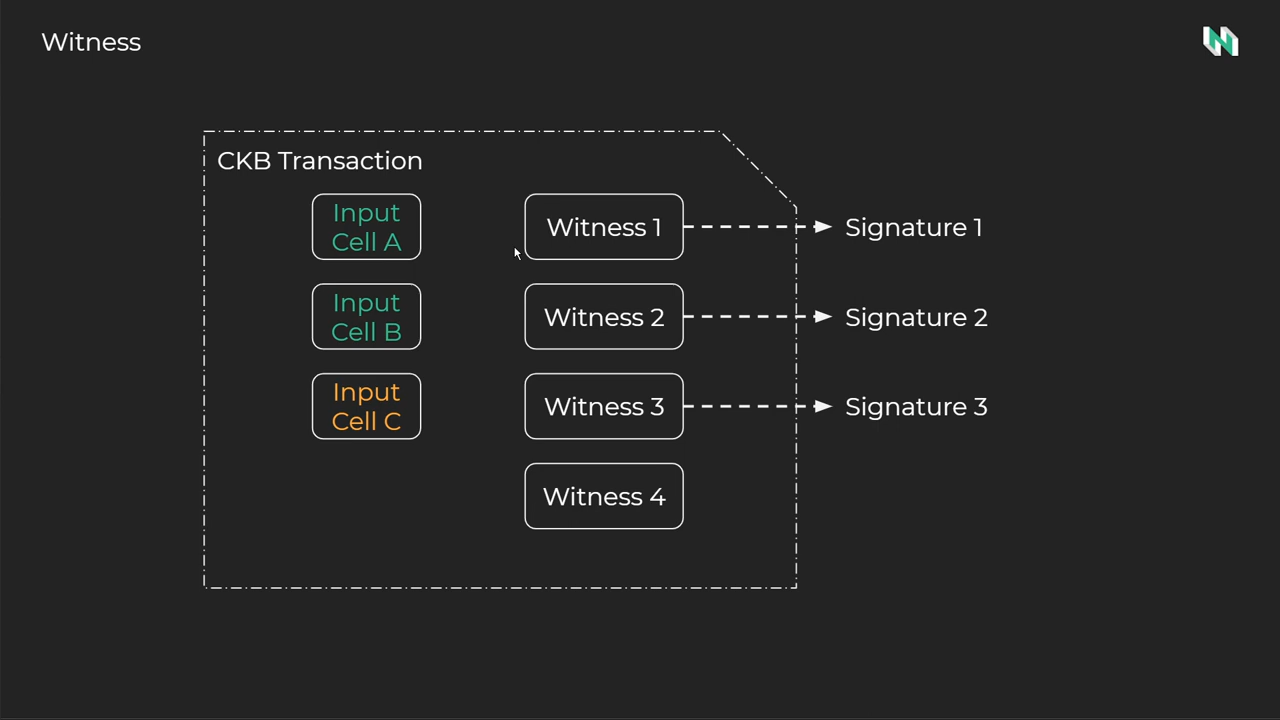 Witness
CKB Transaction
Input
Cell A
Witness 1
Signature 1
Input
Cell B
Witness 2
Signature 2
Input
Cell C
Witness 3
Signature 3
Witness 4